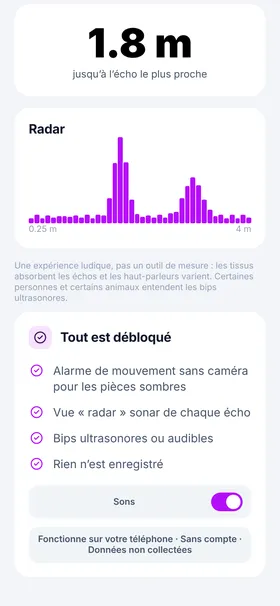 1.8 m
jusqu’à l’écho le plus proche
Radar
0.25 m
4 m
Une expérience ludique, pas un outil de mesure : les tissus
absorbent les échos et les haut-parleurs varient. Certaines
personnes et certains animaux entendent les bips
ultrasonores.
Tout est débloqué
Alarme de mouvement sans caméra
pour les pièces sombres
Vue « radar » sonar de chaque écho
Bips ultrasonores ou audibles
Rien n’est enregistré
Sons
Fonctionne sur votre téléphone · Sans compte ·
Données non collectées